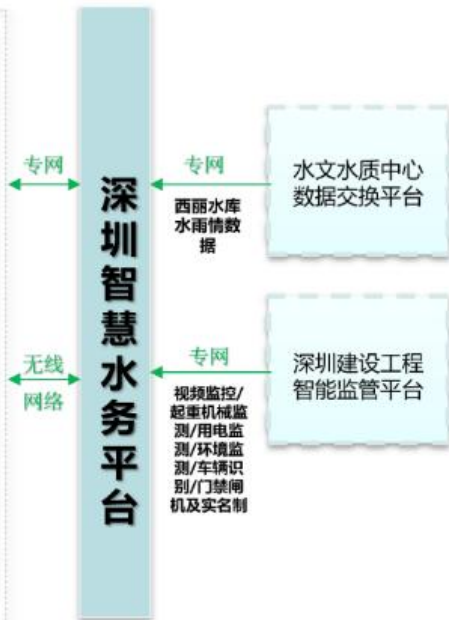 专网
专网
水文水质中心
数据交换平台
西丽水库
水雨情数
据
深圳智慧水务平台
无线
网络
专网
深圳建设工程
智能监管平台
视频监控/
起重机械监
测/用电监
测/环境监
测/车辆识
别/门禁闸
机及实名制